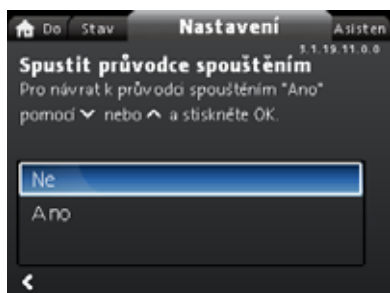 Do Stav Nastavení Asisten
3.1.19.11.0.0
Spustit průvodce spouštěním
Pro návrat k průvodci spouštěním "Ano"
pomocí nebo a stiskněte OK.
Ne
Ano